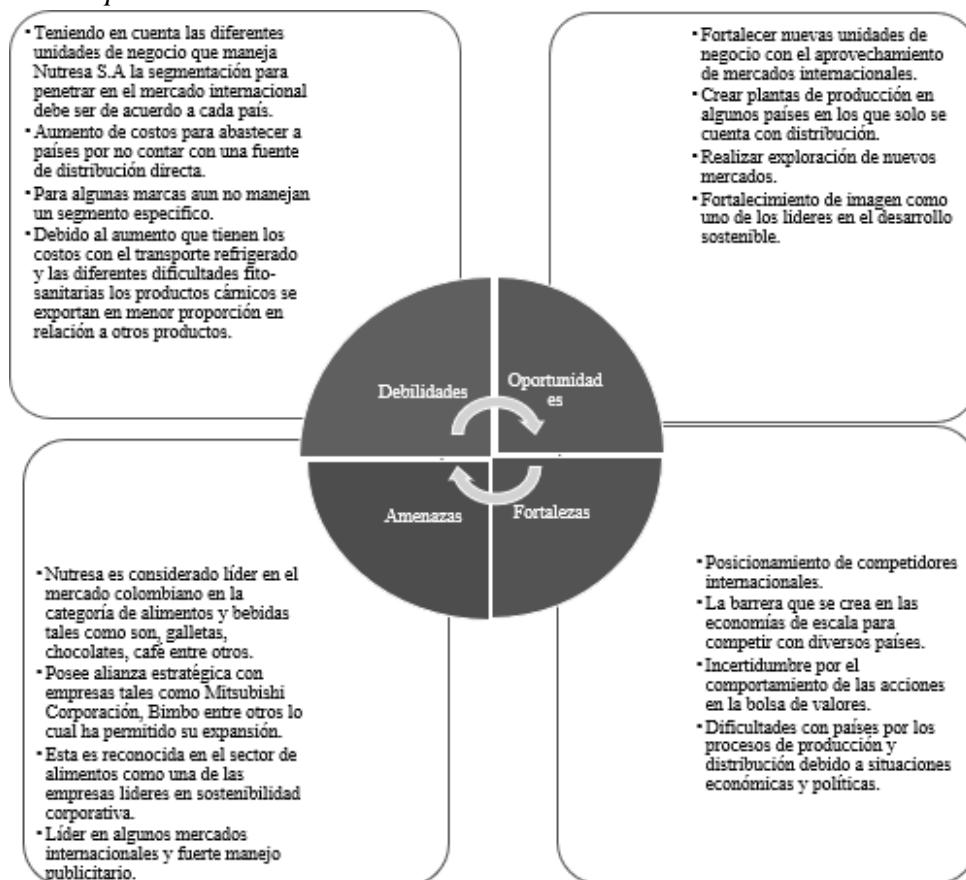 • Teniendo en cuenta las diferentes
unidades de negocio que maneja
Nutresa S.A la segmentación para
penetrar en el mercado internacional
debe ser de acuerdo a cada país.
• Aumento de costos para abastecer a
países por no contar con una fuente
de distribución directa.
• Para algunas marcas aun no manejan
un segmento especifico.
• Debido al aumento que tienen los
costos con el transporte refrigerado
y las diferentes dificultades fito-
sanitarias los productos cárnicos se
exportan en menor proporción en
relación a otros productos.
• Fortalecer nuevas unidades de
negocio con el aprovechamiento
de mercados internacionales.
• Crear plantas de producción en
algunos países en los que solo se
cuenta con distribución.
• Realizar exploración de nuevos
mercados.
• Fortalecimiento de imagen como
uno de los lideres en el desarrollo
sostenible.
Debilidades
Oportunidad
es
Amenazas
Fortalezas
• Nutresa es considerado líder en el
mercado colombiano en la
categoría de alimentos y bebidas
tales como son, galletas,
chocolates, café entre otros.
• Posee alianza estratégica con
empresas tales como Mitsubishi
Corporación, Bimbo entre otros lo
cual ha permitido su expansión.
• Esta es reconocida en el sector de
alimentos como una de las
empresas lideres en sostenibilidad
corporativa.
• Líder en algunos mercados
internacionales y fuerte manejo
publicitario.
• Posicionamiento de competidores
internacionales.
• La barrera que se crea en las
economías de escala para
competir con diversos países.
• Incertidumbre por el
comportamiento de las acciones
en la bolsa de valores.
• Dificultades con países por los
procesos de producción y
distribución debido a situaciones
económicas y políticas.